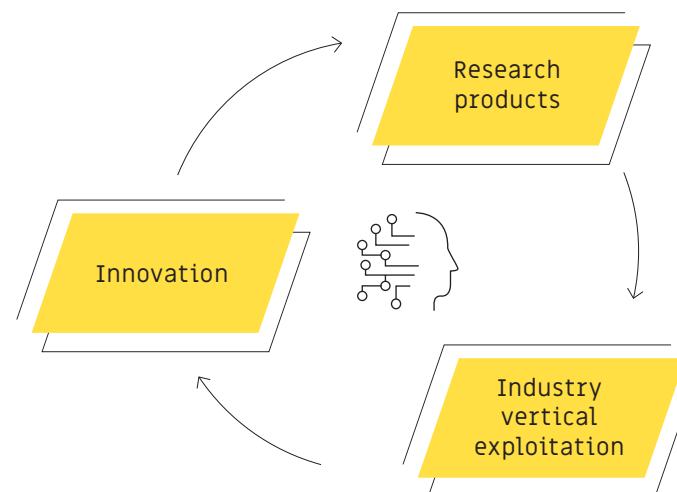 Research
products
Innovation
Industry
vertical
exploitation